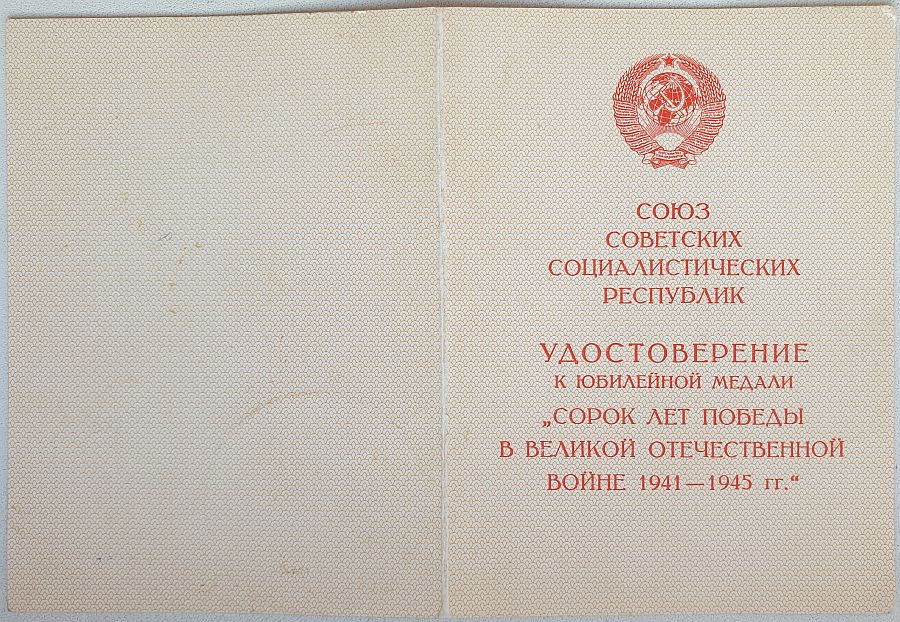 СОЮЗ
СОВЕТСКИХ
СОЦИАЛИСТИЧЕСКИХ
РЕСПУБЛИК
УДОСТОВЕРЕНИЕ
К ЮБИЛЕЙНОЙ МЕДАЛИ
„СОРОК ЛЕТ ПОБЕДЫ
В ВЕЛИКОЙ ОТЕЧЕСТВЕННОЙ
ВОЙНЕ 1941—1945 гг.“